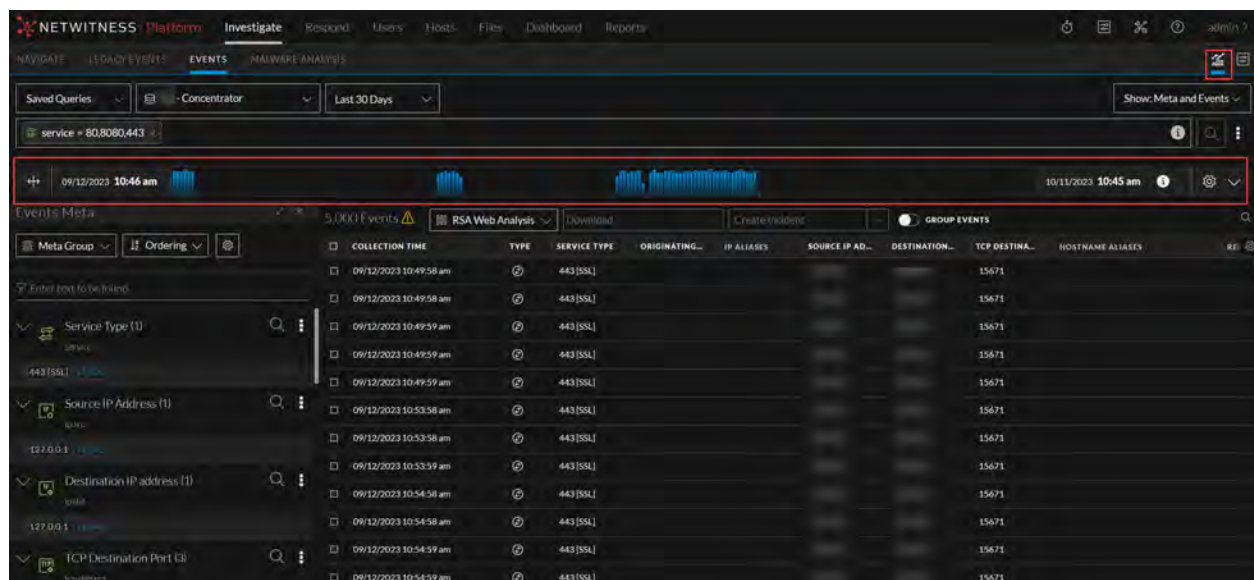 NETWITNESS Platform Investigate Respond Users Hosts Files Dashboard Reports admin
NAVIGATE LEGACY EVENTS EVENTS MALWARE ANALYSIS
Saved Queries - Concentrator Last 30 Days Show: Meta and Events
service = 80,8080,443
09/12/2023 10:46 am 10/11/2023 10:45 am
Events Meta 5,000 Events RSA Web Analysis Download Create Incident GROUP EVENTS
Meta Group Ordering COLLECTION TIME TYPE SERVICE TYPE ORIGINATING... IP ALIASES SOURCE IP AD... DESTINATION... TCP DESTINA... HOSTNAME ALIASES
09/12/2023 10:49:58 am 443 [SSL] 15671
Enter text to be found
09/12/2023 10:49:58 am 443 [SSL] 15671
Service Type (1) 09/12/2023 10:49:59 am 443 [SSL] 15671
service
09/12/2023 10:49:59 am 443 [SSL] 15671
443 [SSL]
09/12/2023 10:49:59 am 443 [SSL] 15671
Source IP Address (1) 09/12/2023 10:53:58 am 443 [SSL] 15671
09/12/2023 10:53:58 am 443 [SSL] 15671
127.0.0.1
09/12/2023 10:53:59 am 443 [SSL] 15671
Destination IP address (1) 09/12/2023 10:54:58 am 443 [SSL] 15671
127.0.0.1 09/12/2023 10:54:58 am 443 [SSL] 15671
TCP Destination Port (3) 09/12/2023 10:54:59 am 443 [SSL] 15671
09/12/2023 10:54:59 am 443 [SSL] 15671